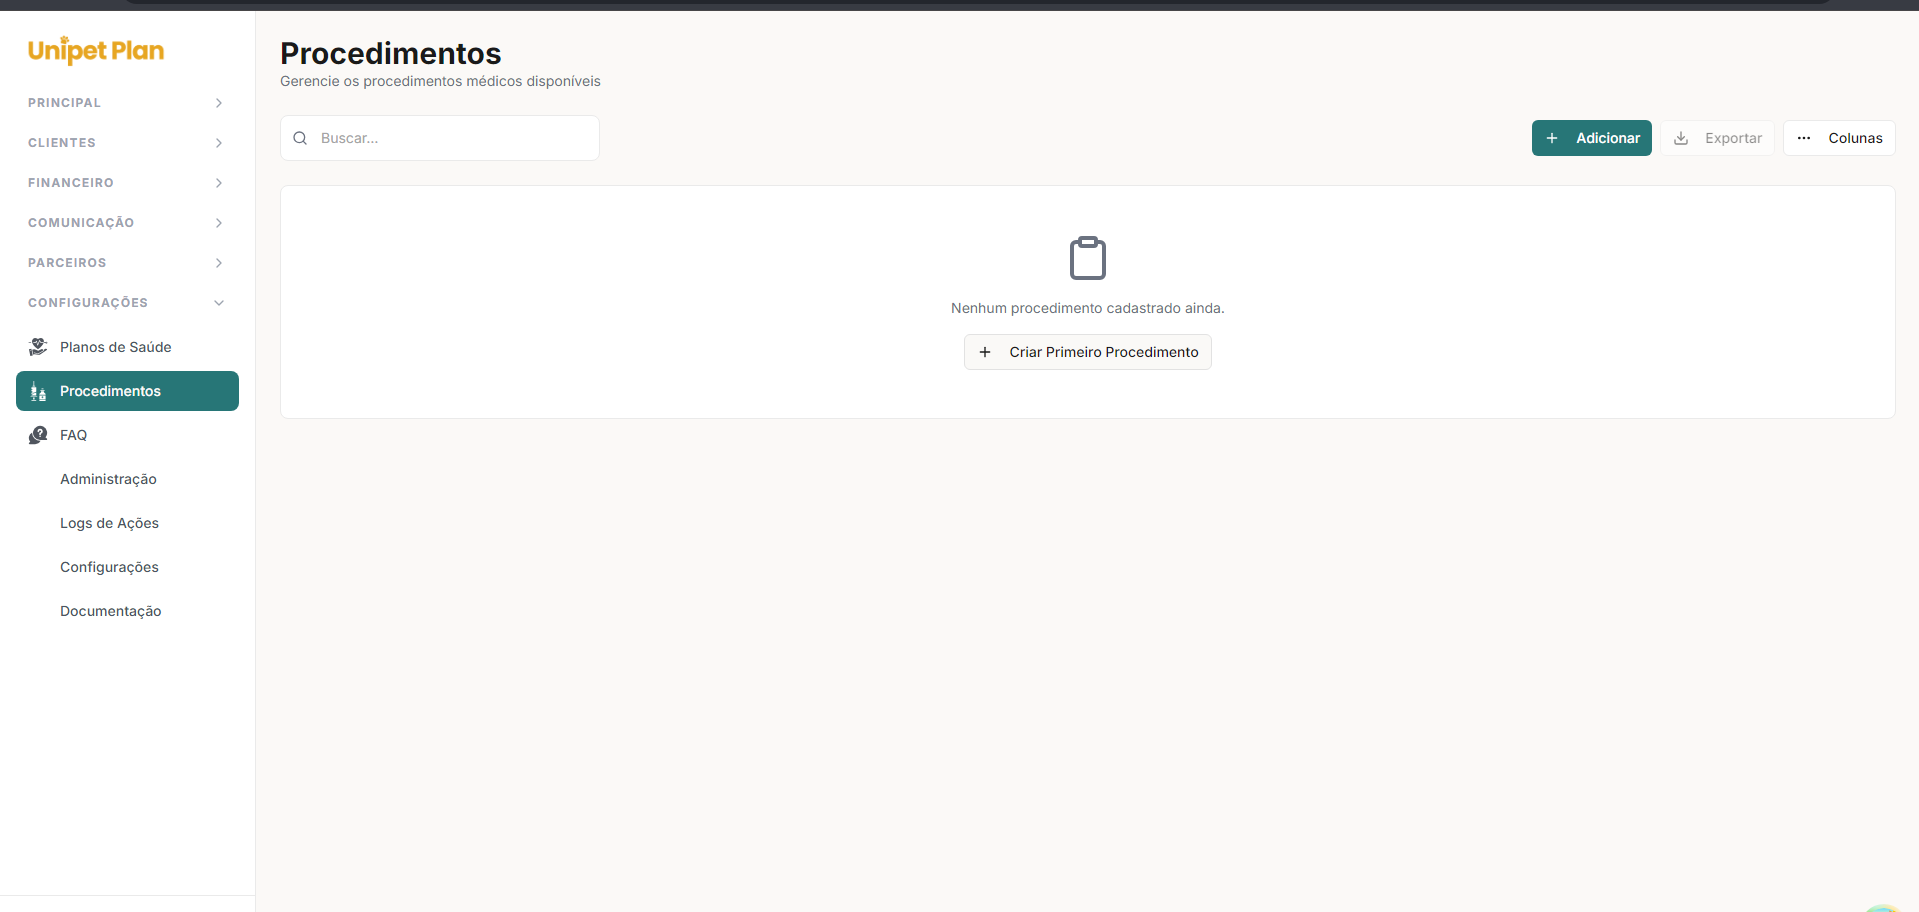 Unipet Plan
PRINCIPAL
CLIENTES
FINANCEIRO
COMUNICAÇÃO
PARCEIROS
CONFIGURAÇÕES
Planos de Saúde
Procedimentos
FAQ
Administração
Logs de Ações
Configurações
Documentação
Procedimentos
Gerencie os procedimentos médicos disponíveis
Buscar...
Adicionar
Exportar
Colunas
Nenhum procedimento cadastrado ainda.
Criar Primeiro Procedimento